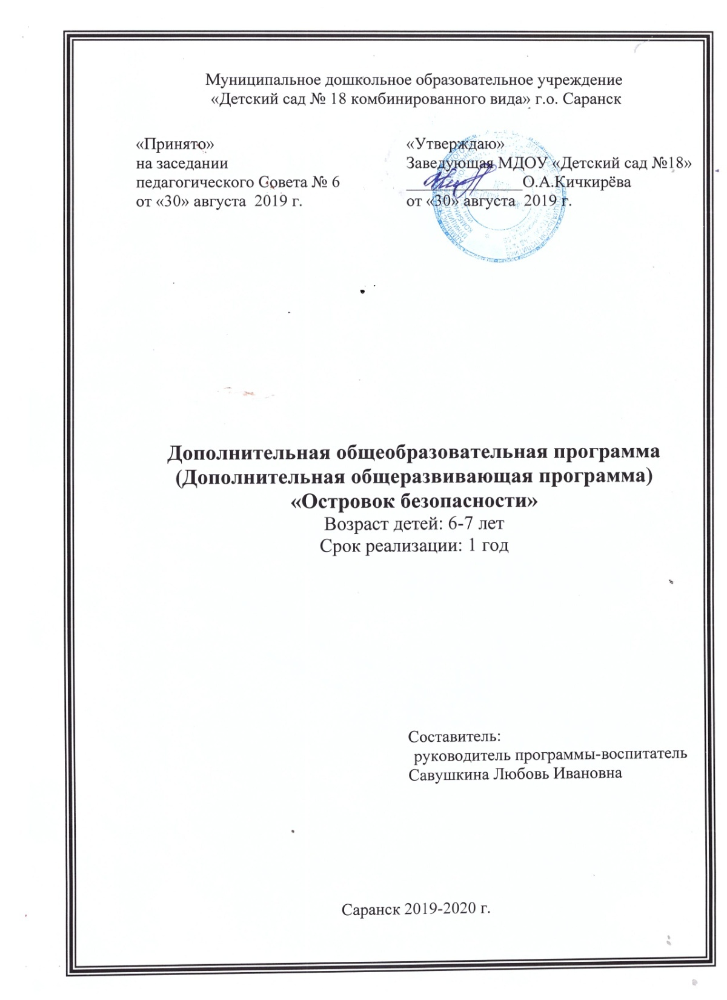 Муниципальное дошкольное образовательное учреждение
«Детский сад № 18 комбинированного вида» г.о. Саранск
«Принято»
на заседании
педагогического Совета № 6
от «30» августа 2019 г.
«Утверждаю»
Заведующая МДОУ «Детский сад №18»
О.А.Кичкирёва
от «30» августа 2019 г.
Дополнительная общеобразовательная программа
(Дополнительная общеразвивающая программа)
«Островок безопасности»
Возраст детей: 6-7 лет
Срок реализации: 1 год
Составитель:
руководитель программы-воспитатель
Савушкина Любовь Ивановна
Саранск 2019-2020 г.